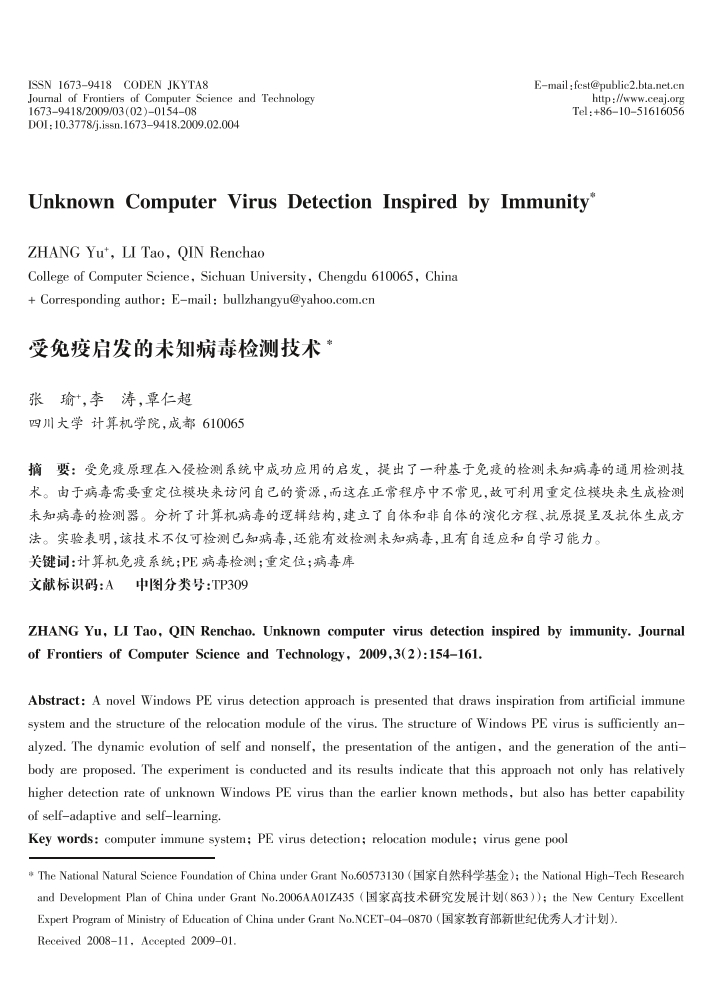 ISSN 1673-9418 CODEN JKYTA8
Journal of Frontiers of Computer Science and Technology
1673-9418/2009/03(02)-0154-08
DOI:10.3778/j.issn.1673-9418.2009.02.004
E-mail:fcst@public2.bta.net.cn
http://www.ceaj.org
Tel:+86-10-51616056
Unknown Computer Virus Detection Inspired by Immunity*
ZHANG Yu+, LI Tao, QIN Renchao
College of Computer Science, Sichuan University, Chengdu 610065, China
+ Corresponding author: E-mail: bullzhangyu@yahoo.com.cn
受免疫启发的未知病毒检测技术*
张 瑜+,李 涛,覃仁超
四川大学 计算机学院,成都 610065
摘 要: 受免疫原理在入侵检测系统中成功应用的启发, 提出了一种基于免疫的检测未知病毒的通用检测技
术。由于病毒需要重定位模块来访问自己的资源,而这在正常程序中不常见,故可利用重定位模块来生成检测
未知病毒的检测器。分析了计算机病毒的逻辑结构,建立了自体和非自体的演化方程、抗原提呈及抗体生成方
法。实验表明,该技术不仅可检测已知病毒,还能有效检测未知病毒,且有自适应和自学习能力。
关键词:计算机免疫系统;PE 病毒检测;重定位;病毒库
文献标识码:A 中图分类号:TP309
ZHANG Yu, LI Tao, QIN Renchao. Unknown computer virus detection inspired by immunity. Journal
of Frontiers of Computer Science and Technology, 2009,3(2):154-161.
Abstract: A novel Windows PE virus detection approach is presented that draws inspiration from artificial immune
system and the structure of the relocation module of the virus. The structure of Windows PE virus is sufficiently an-
alyzed. The dynamic evolution of self and nonself, the presentation of the antigen, and the generation of the anti-
body are proposed. The experiment is conducted and its results indicate that this approach not only has relatively
higher detection rate of unknown Windows PE virus than the earlier known methods, but also has better capability
of self-adaptive and self-learning.
Key words: computer immune system; PE virus detection; relocation module; virus gene pool
* The National Natural Science Foundation of China under Grant No.60573130 (国家自然科学基金); the National High-Tech Research
and Development Plan of China under Grant No.2006AA01Z435 (国家高技术研究发展计划(863)); the New Century Excellent
Expert Program of Ministry of Education of China under Grant No.NCET-04-0870 (国家教育部新世纪优秀人才计划).
Received 2008-11, Accepted 2009-01.